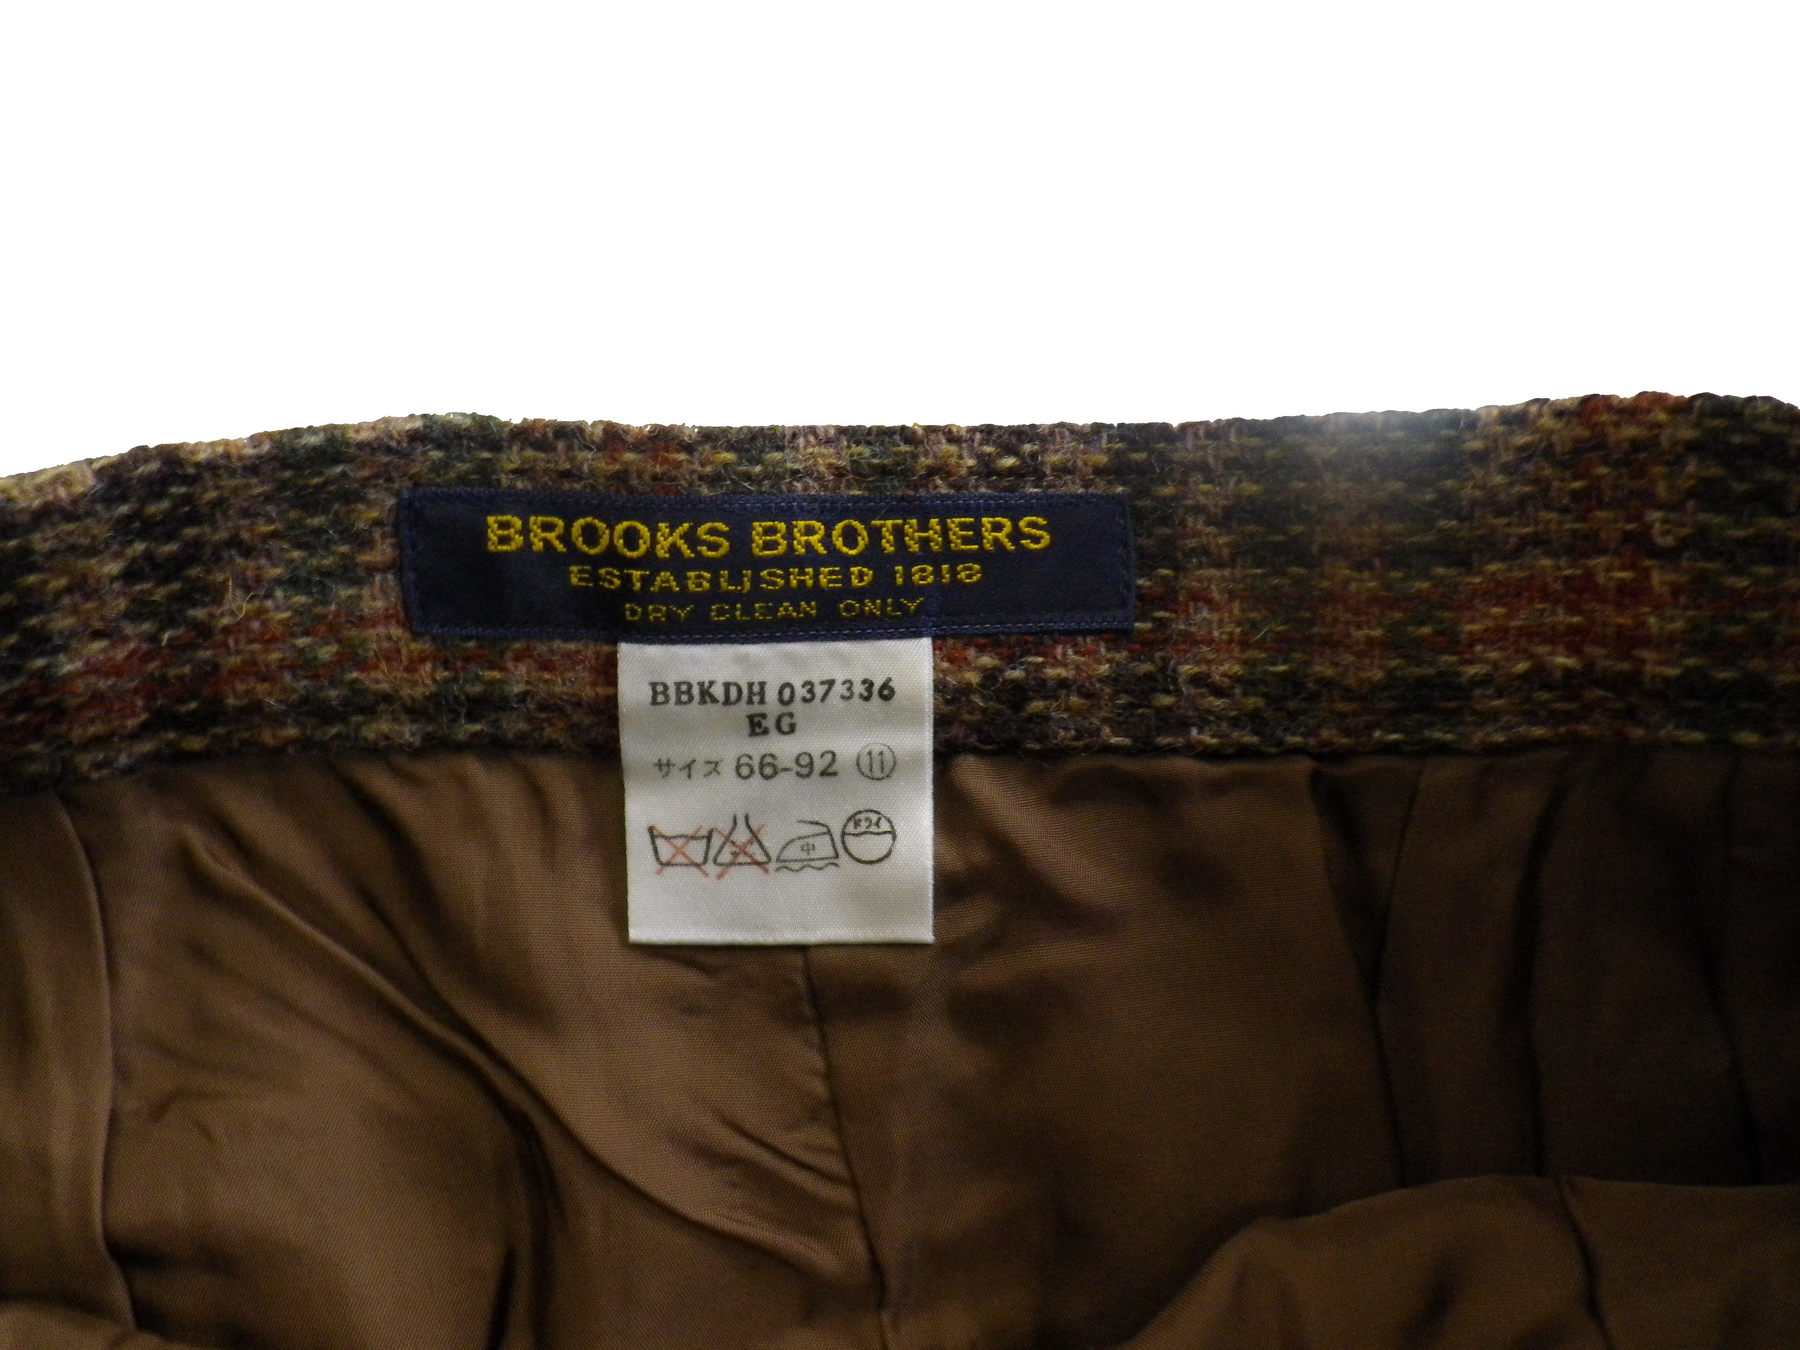 BROOKS BROTHERS
ESTABLISHED 1818
DRY CLEAN ONLY
BBKDH 037336
EG
サイズ 66-92 ⑪
中 ドライ